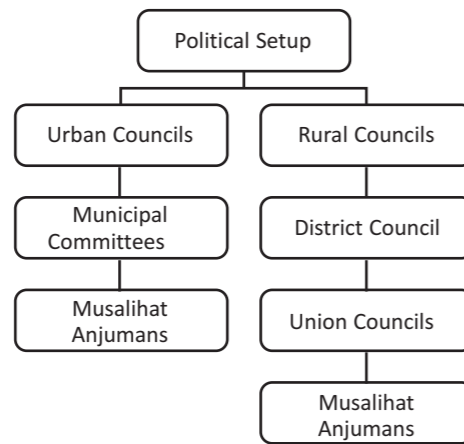 Political Setup
Urban Councils
Rural Councils
Municipal
Committees
District Council
Musalihat
Anjumans
Union Councils
Musalihat
Anjumans